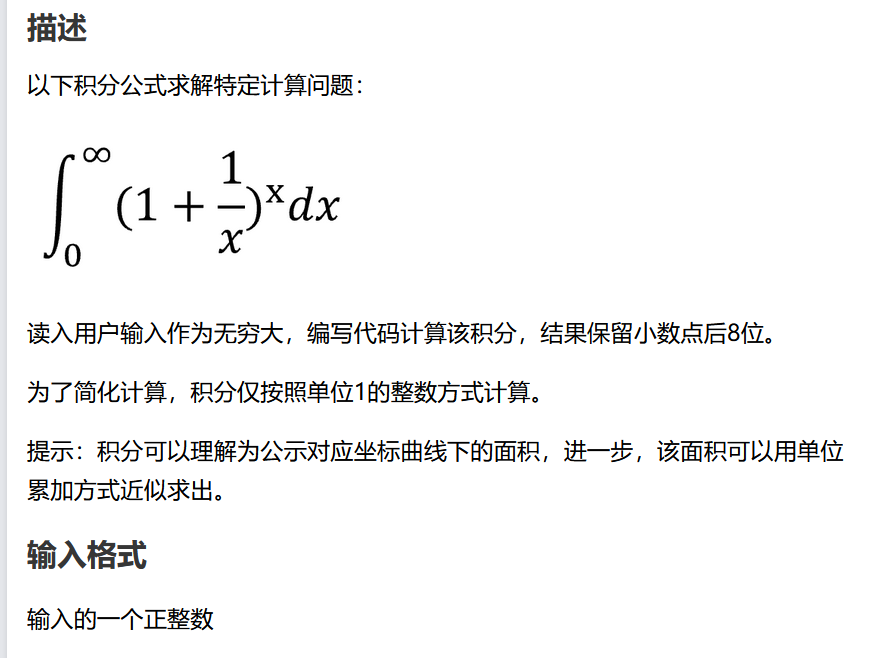 描述
以下积分公式求解特定计算问题：
∫₀^∞ (1 + 1/x)^x dx
读入用户输入作为无穷大，编写代码计算该积分，结果保留小数点后8位。
为了简化计算，积分仅按照单位1的整数方式计算。
提示：积分可以理解为公示对应坐标曲线下的面积，进一步，该面积可以用单位
累加方式近似求出。
输入格式
输入的一个正整数